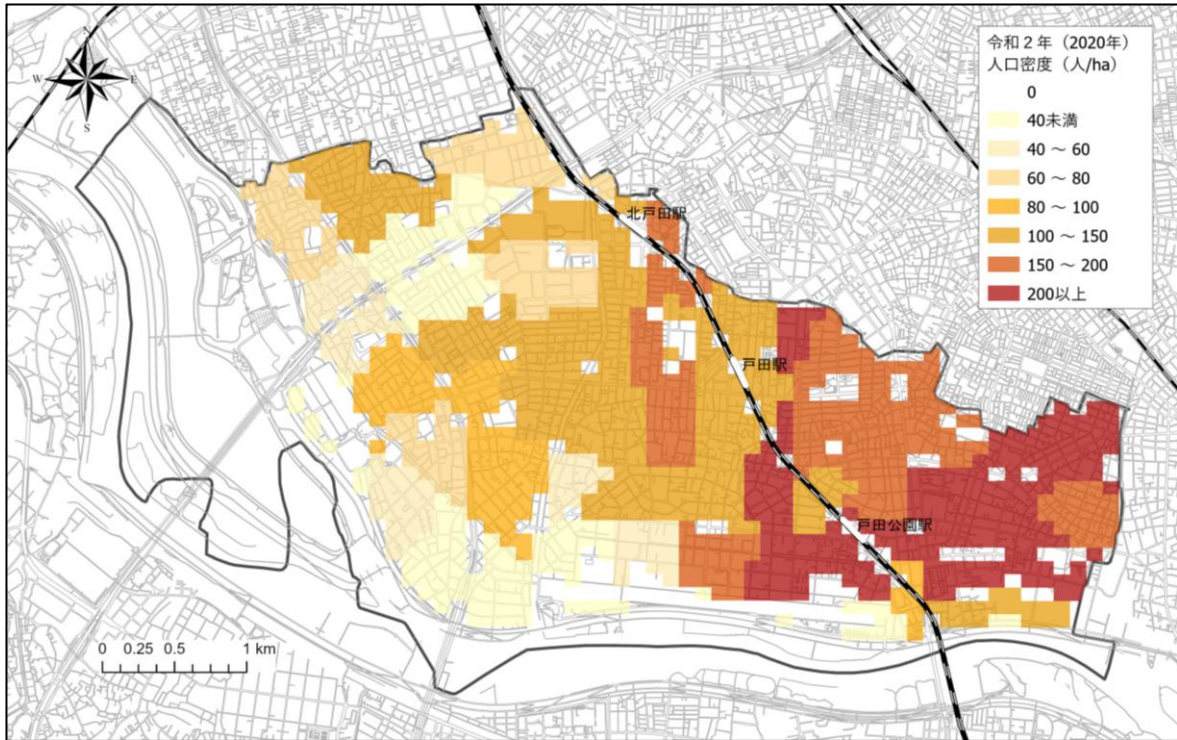 N
W
E
S
令和２年（2020年）
人口密度（人/ha）
0
40未満
40 ～ 60
60 ～ 80
80 ～ 100
100 ～ 150
150 ～ 200
200以上
北戸田駅
戸田駅
戸田公園駅
0 0.25 0.5 1 km